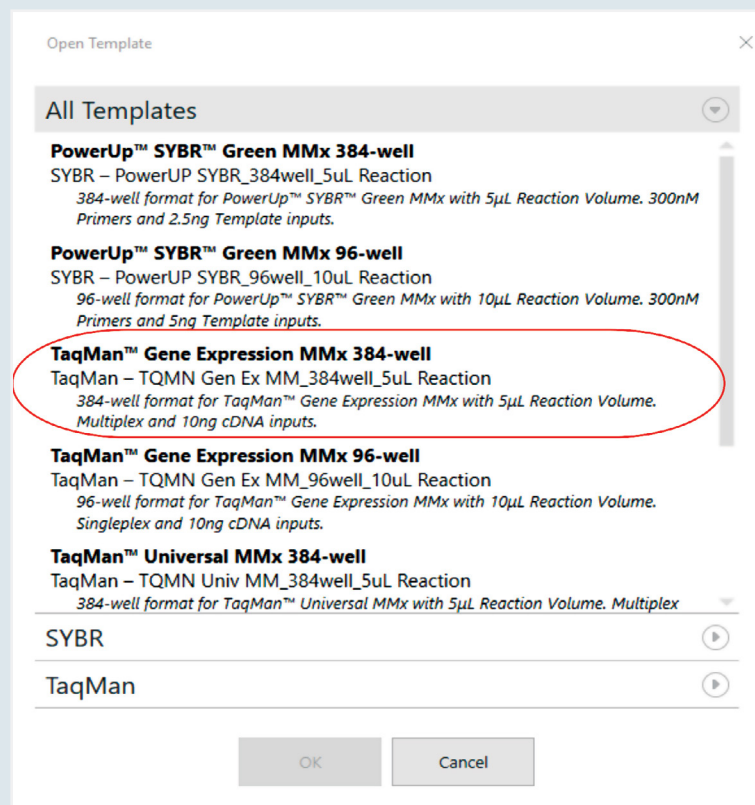 Open Template
All Templates
PowerUp™ SYBR™ Green MMx 384-well
SYBR – PowerUP SYBR_384well_5uL Reaction
384-well format for PowerUp™ SYBR™ Green MMx with 5µL Reaction Volume. 300nM
Primers and 2.5ng Template inputs.
PowerUp™ SYBR™ Green MMx 96-well
SYBR – PowerUP SYBR_96well_10uL Reaction
96-well format for PowerUp™ SYBR™ Green MMx with 10µL Reaction Volume. 300nM
Primers and 5ng Template inputs.
TaqMan™ Gene Expression MMx 384-well
TaqMan – TQMN Gen Ex MM_384well_5uL Reaction
384-well format for TaqMan™ Gene Expression MMx with 5µL Reaction Volume.
Multiplex and 10ng cDNA inputs.
TaqMan™ Gene Expression MMx 96-well
TaqMan – TQMN Gen Ex MM_96well_10uL Reaction
96-well format for TaqMan™ Gene Expression MMx with 10µL Reaction Volume.
Singleplex and 10ng cDNA inputs.
TaqMan™ Universal MMx 384-well
TaqMan – TQMN Univ MM_384well_5uL Reaction
384-well format for TaqMan™ Universal MMx with 5µL Reaction Volume. Multiplex
SYBR
TaqMan
OK
Cancel